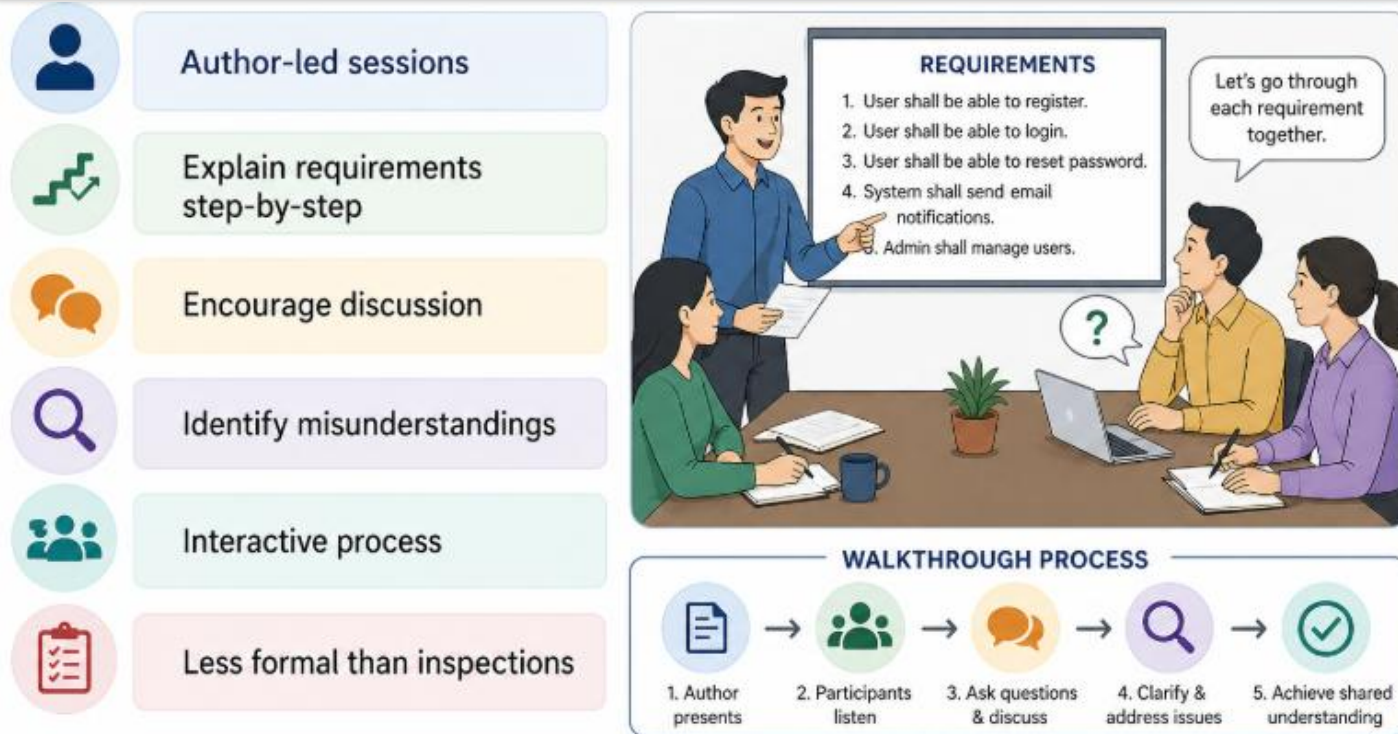 Author-led sessions
Explain requirements
step-by-step
Encourage discussion
Identify misunderstandings
Interactive process
Less formal than inspections
REQUIREMENTS
1. User shall be able to register.
2. User shall be able to login.
3. User shall be able to reset password.
4. System shall send email
notifications.
Admin shall manage users.
Let's go through
each requirement
together.
?
WALKTHROUGH PROCESS
1. Author
presents
2. Participants
listen
3. Ask questions
& discuss
4. Clarify &
address issues
5. Achieve shared
understanding